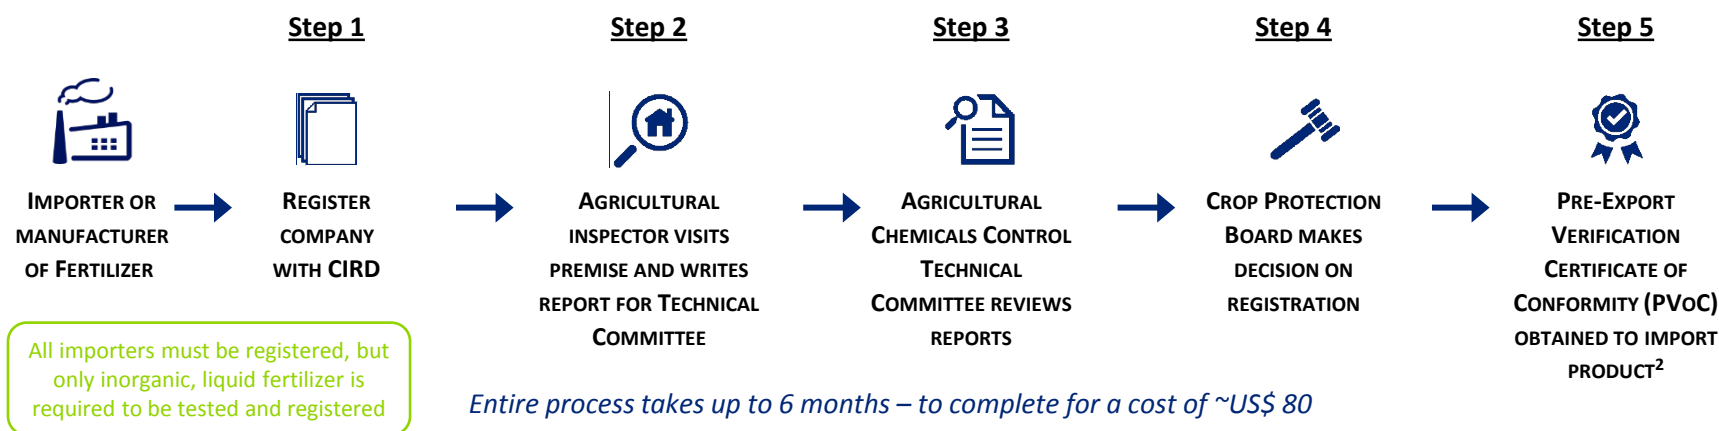 Step 1
Step 2
Step 3
Step 4
Step 5
IMPORTER OR
MANUFACTURER
OF FERTILIZER
REGISTER
COMPANY
WITH CIRD
AGRICULTURAL
INSPECTOR VISITS
PREMISE AND WRITES
REPORT FOR TECHNICAL
COMMITTEE
AGRICULTURAL
CHEMICALS CONTROL
TECHNICAL
COMMITTEE REVIEWS
REPORTS
CROP PROTECTION
BOARD MAKES
DECISION ON
REGISTRATION
PRE-EXPORT
VERIFICATION
CERTIFICATE OF
CONFORMITY (PVOC)
OBTAINED TO IMPORT
PRODUCT²
All importers must be registered, but
only inorganic, liquid fertilizer is
required to be tested and registered
Entire process takes up to 6 months – to complete for a cost of ~US$ 80